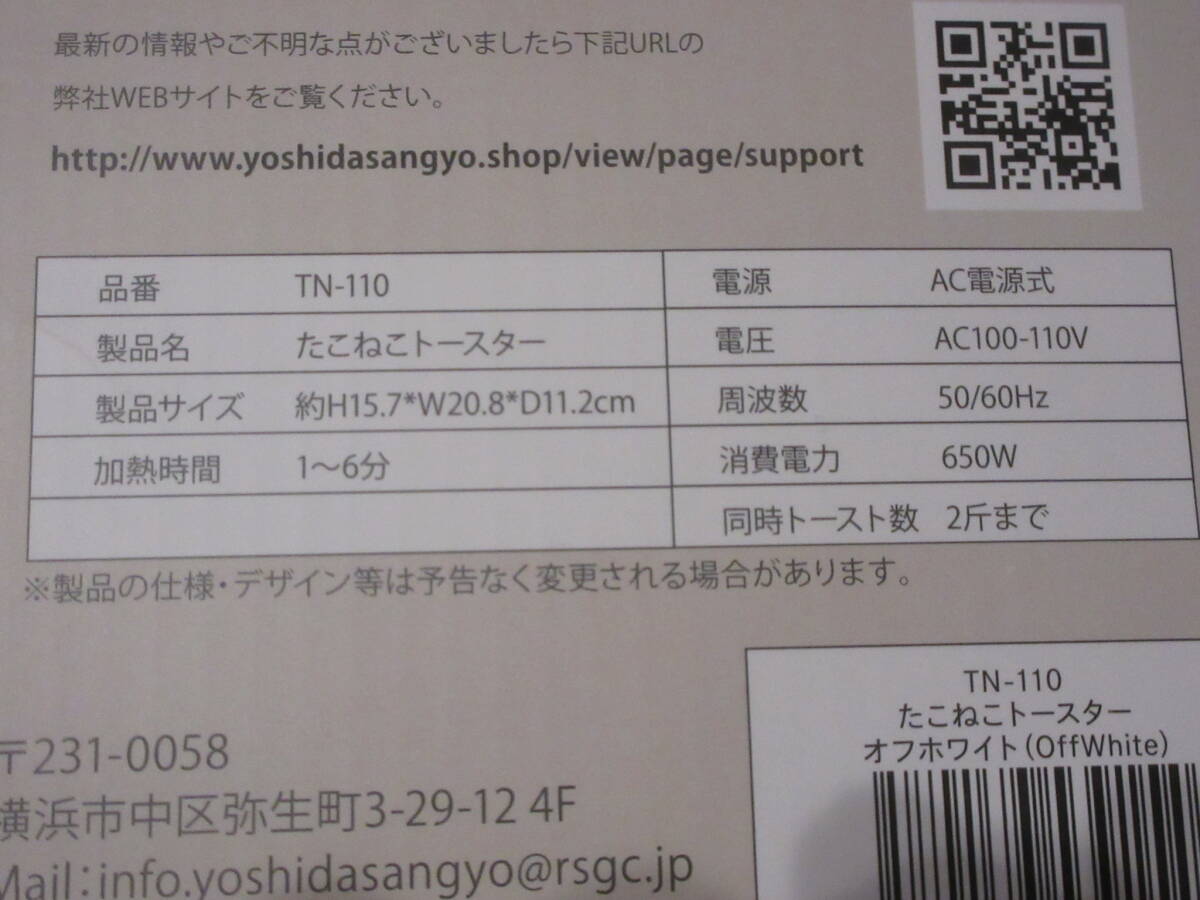 最新の情報やご不明な点がございましたら下記URLの
弊社WEBサイトをご覧ください。
http://www.yoshidasangyo.shop/view/page/support
品番 TN-110 電源 AC電源式
製品名 たこねこトースター 電圧 AC100-110V
製品サイズ 約H15.7*W20.8*D11.2cm 周波数 50/60Hz
加熱時間 1〜6分 消費電力 650W
同時トースト数 2斤まで
※製品の仕様・デザイン等は予告なく変更される場合があります。
TN-110
たこねこトースター
オフホワイト(OffWhite)
〒231-0058
横浜市中区弥生町3-29-12 4F
Mail:info.yoshidasangyo@rsgc.jp